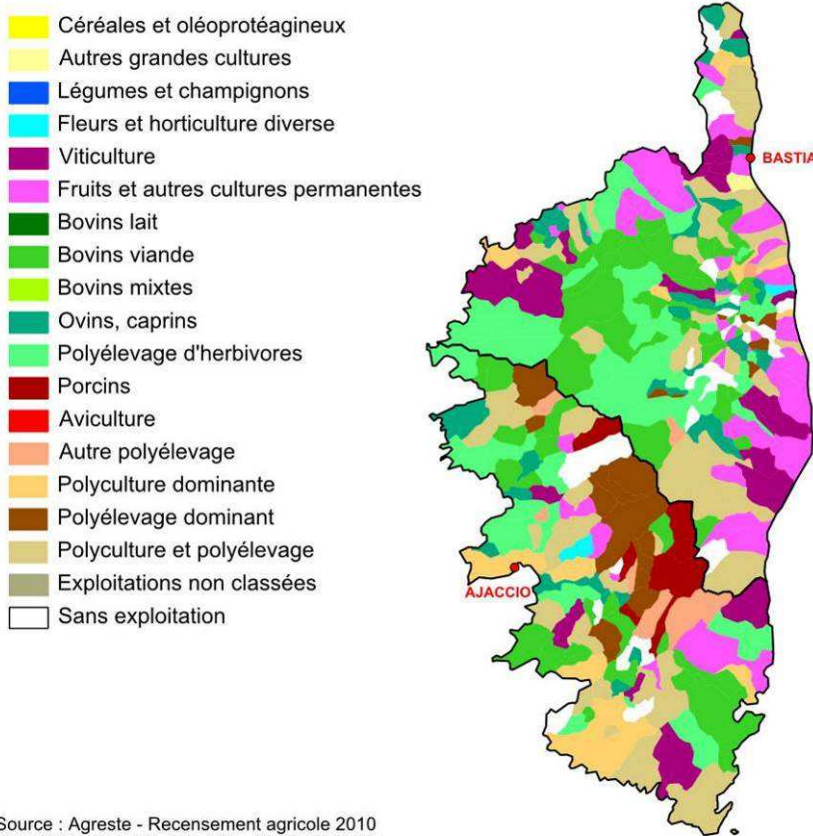 Céréales et oléoprotéagineux
Autres grandes cultures
Légumes et champignons
Fleurs et horticulture diverse
Viticulture
Fruits et autres cultures permanentes
Bovins lait
Bovins viande
Bovins mixtes
Ovins, caprins
Polyélevage d'herbivores
Porcins
Aviculture
Autre polyélevage
Polyculture dominante
Polyélevage dominant
Polyculture et polyélevage
Exploitations non classées
Sans exploitation
BASTIA
AJACCIO
Source : Agreste - Recensement agricole 2010